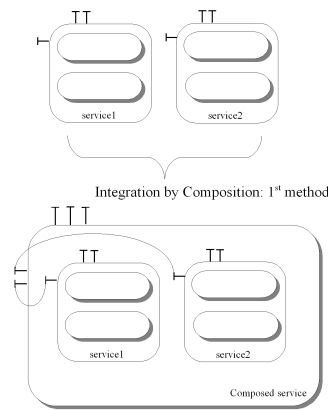 service1
service2
Integration by Composition: 1st method
service1
service2
Composed service